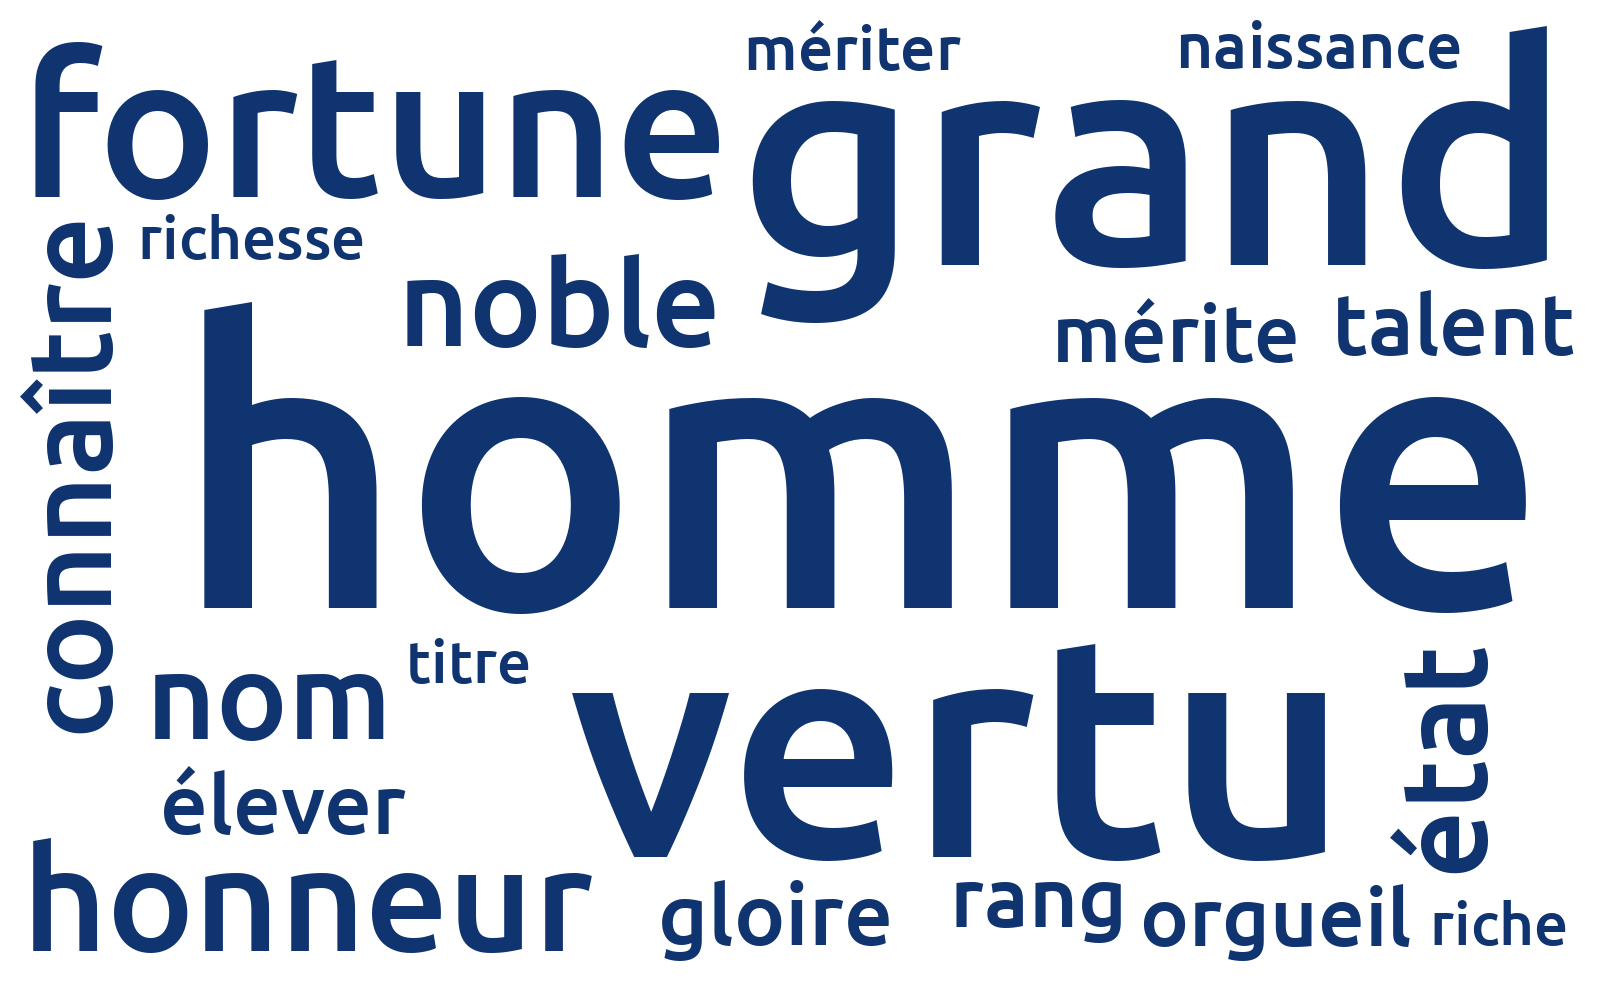 mériter
naissance
fortune
grand
richesse
connaître
noble
mérite
talent
homme
titre
nom
vertu
état
élever
honneur
gloire
rang
orgueil
riche